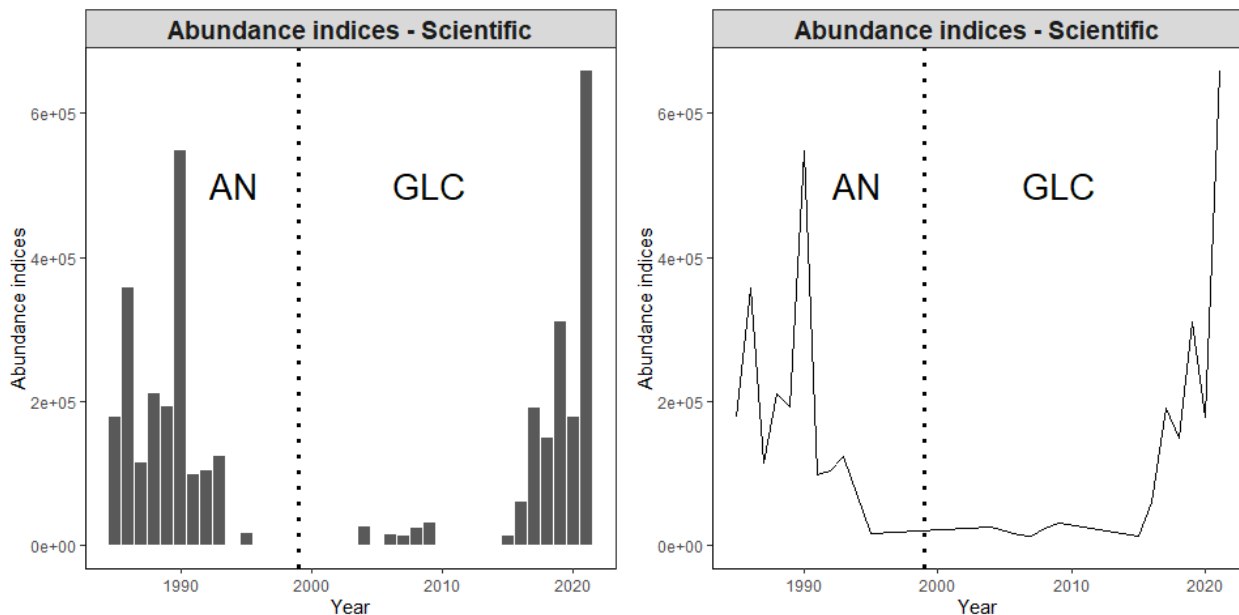 Abundance indices - Scientific
6e+05
4e+05
2e+05
0e+00
Abundance indices
AN
GLC
1990
2000
2010
2020
Year
Abundance indices - Scientific
6e+05
4e+05
2e+05
0e+00
Abundance indices
AN
GLC
1990
2000
2010
2020
Year